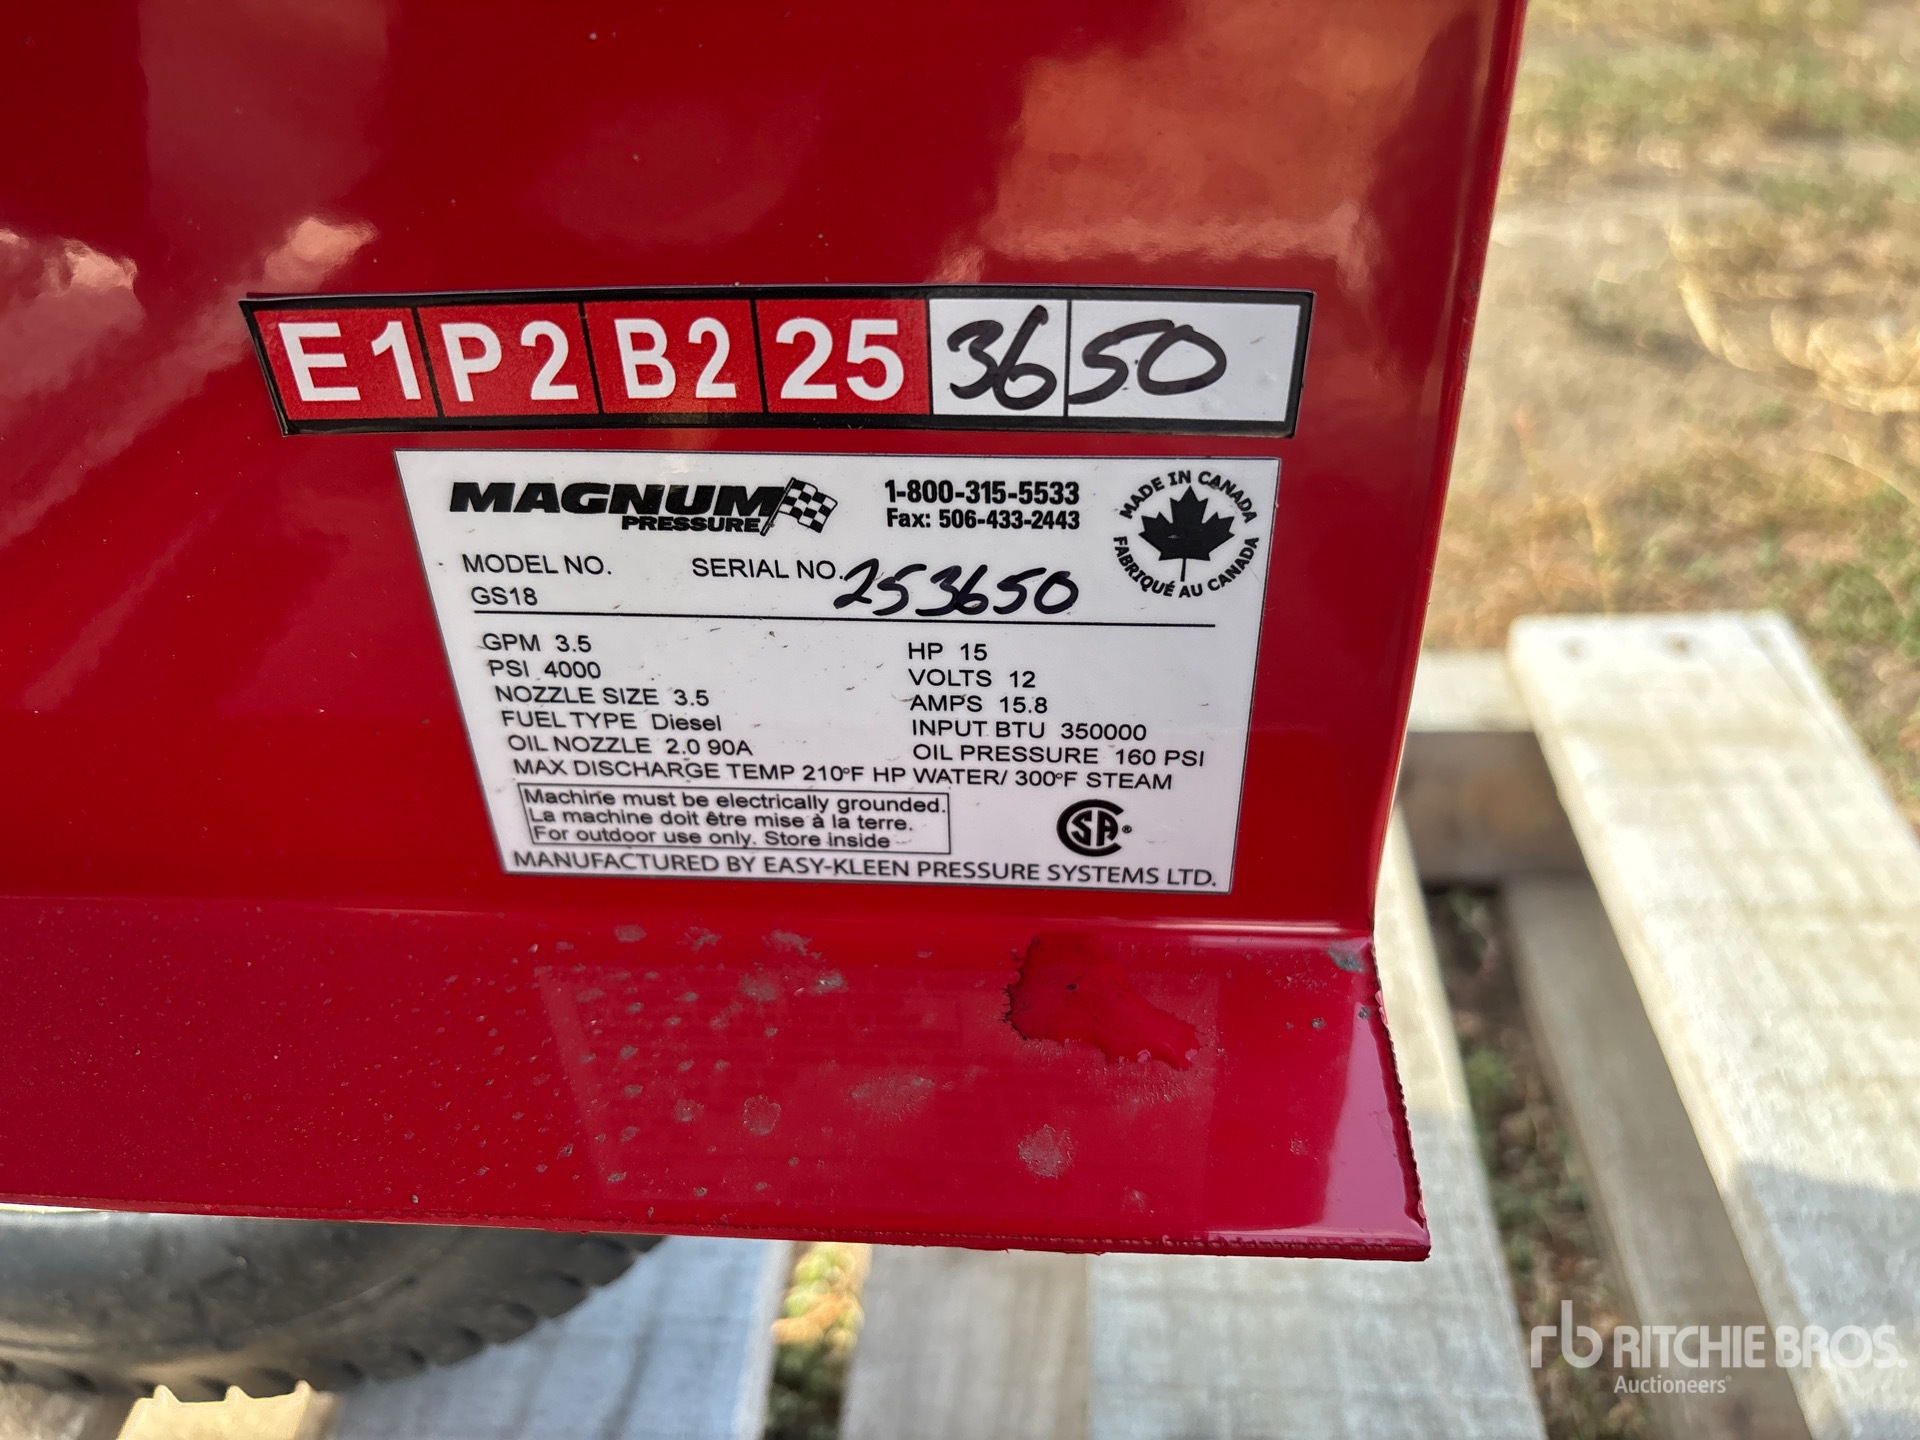 E1 P2 B2 25 36 50
MAGNUM
PRESSURE
1-800-315-5533
Fax: 506-433-2443
MADE IN CANADA
FABRIQUÉ AU CANADA
MODEL NO.
GS18
SERIAL NO. 253650
GPM 3.5
PSI 4000
NOZZLE SIZE 3.5
FUEL TYPE Diesel
OIL NOZZLE 2.0 90A
HP 15
VOLTS 12
AMPS 15.8
INPUT BTU 350000
OIL PRESSURE 160 PSI
MAX DISCHARGE TEMP 210°F HP WATER/ 300°F STEAM
Machine must be electrically grounded.
La machine doit être mise à la terre.
For outdoor use only. Store inside
CSA®
MANUFACTURED BY EASY-KLEEN PRESSURE SYSTEMS LTD.
rb RITCHIE BROS.
Auctioneers